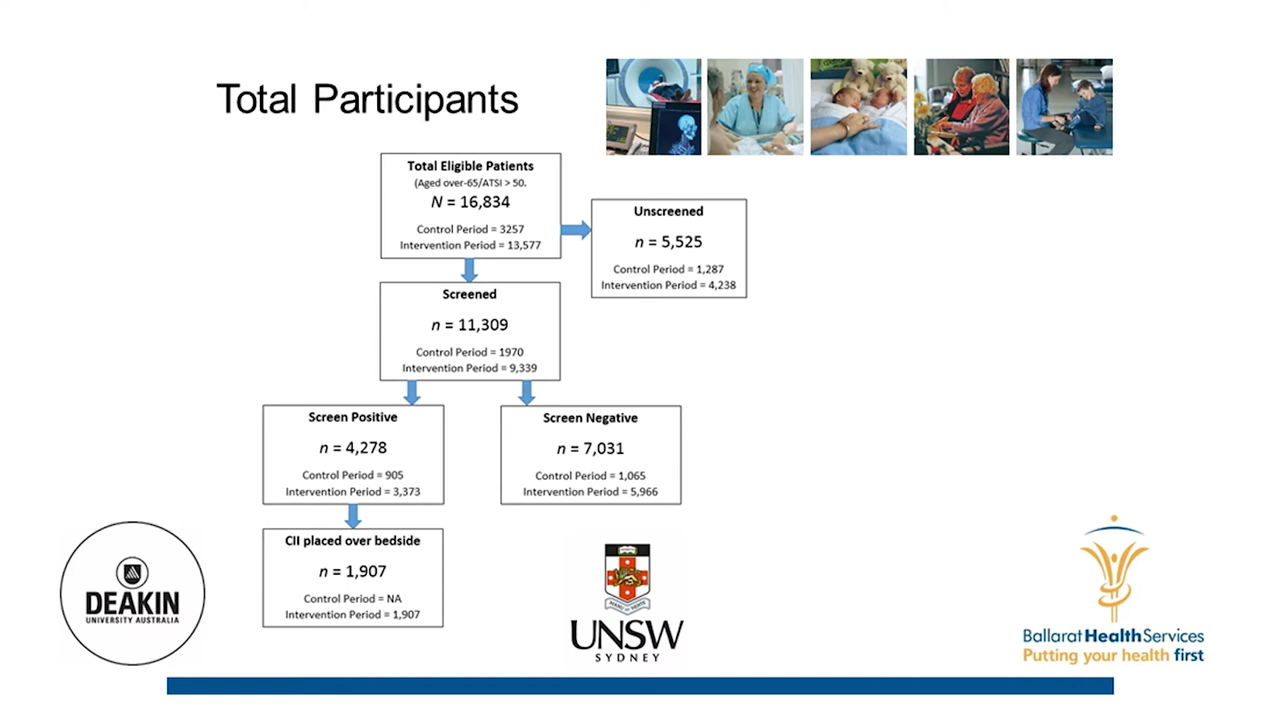 Total Participants
Total Eligible Patients
(Aged over-65/ATSI > 50.
N = 16,834
Control Period = 3257
Intervention Period = 13,577
Unscreened
n = 5,525
Control Period = 1,287
Intervention Period = 4,238
Screened
n = 11,309
Control Period = 1970
Intervention Period = 9,339
Screen Positive
n = 4,278
Control Period = 905
Intervention Period = 3,373
Screen Negative
n = 7,031
Control Period = 1,065
Intervention Period = 5,966
CII placed over bedside
n = 1,907
Control Period = NA
Intervention Period = 1,907
DEAKIN
UNIVERSITY AUSTRALIA
UNSW
SYDNEY
Ballarat HealthServices
Putting your health first